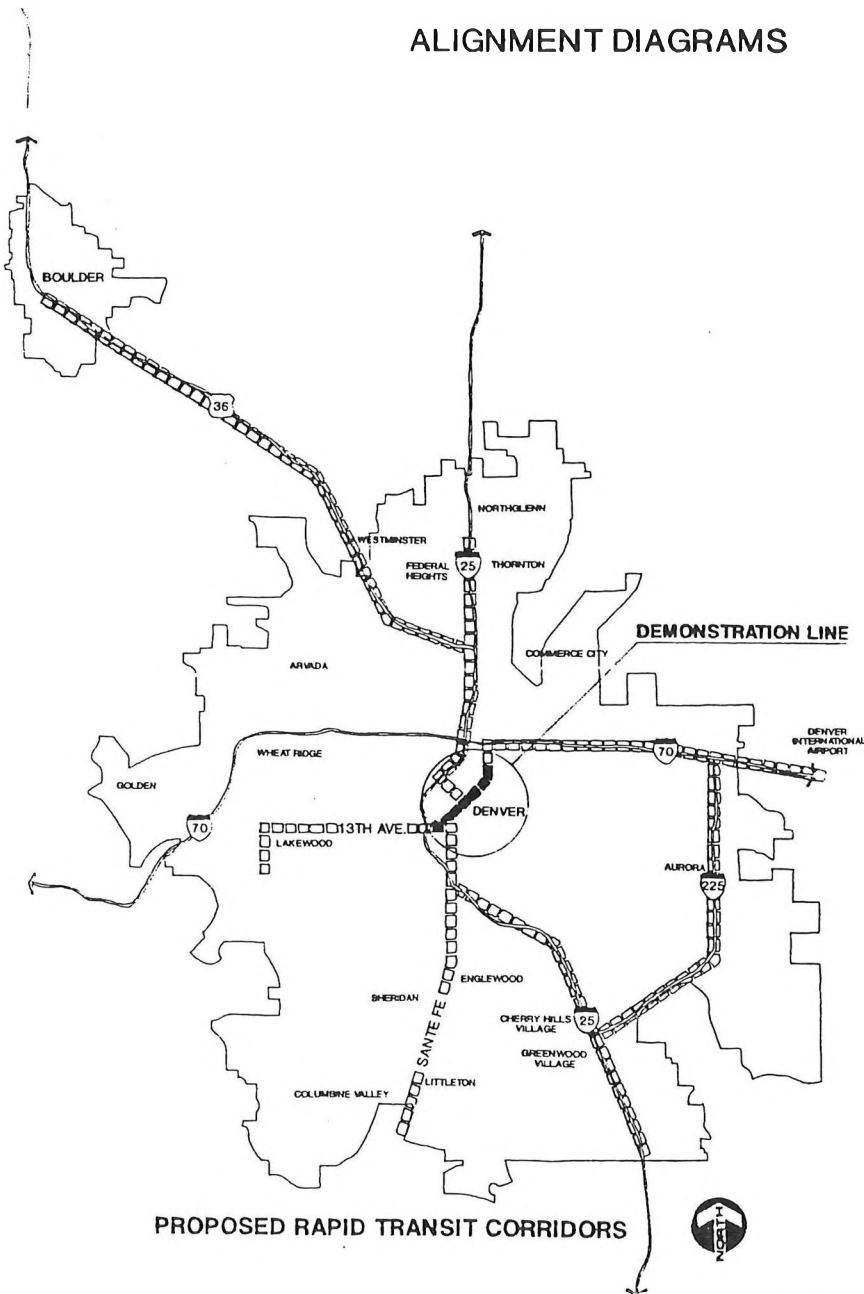 ALIGNMENT DIAGRAMS
BOULDER
36
NORTHGLENN
WESTMINSTER
FEDERAL
HEIGHTS
25
THORNTON
DEMONSTRATION LINE
COMMERCE CITY
ARVADA
DENVER
INTERNATIONAL
AIRPORT
WHEAT RIDGE
70
GOLDEN
DENVER
70
13TH AVE.
LAKEWOOD
AURORA
225
ENGLEWOOD
SHERIDAN
CHERRY HILLS
VILLAGE
25
SANTE FE
GREENWOOD
VILLAGE
LITTLETON
COLUMBINE VALLEY
PROPOSED RAPID TRANSIT CORRIDORS
NORTH